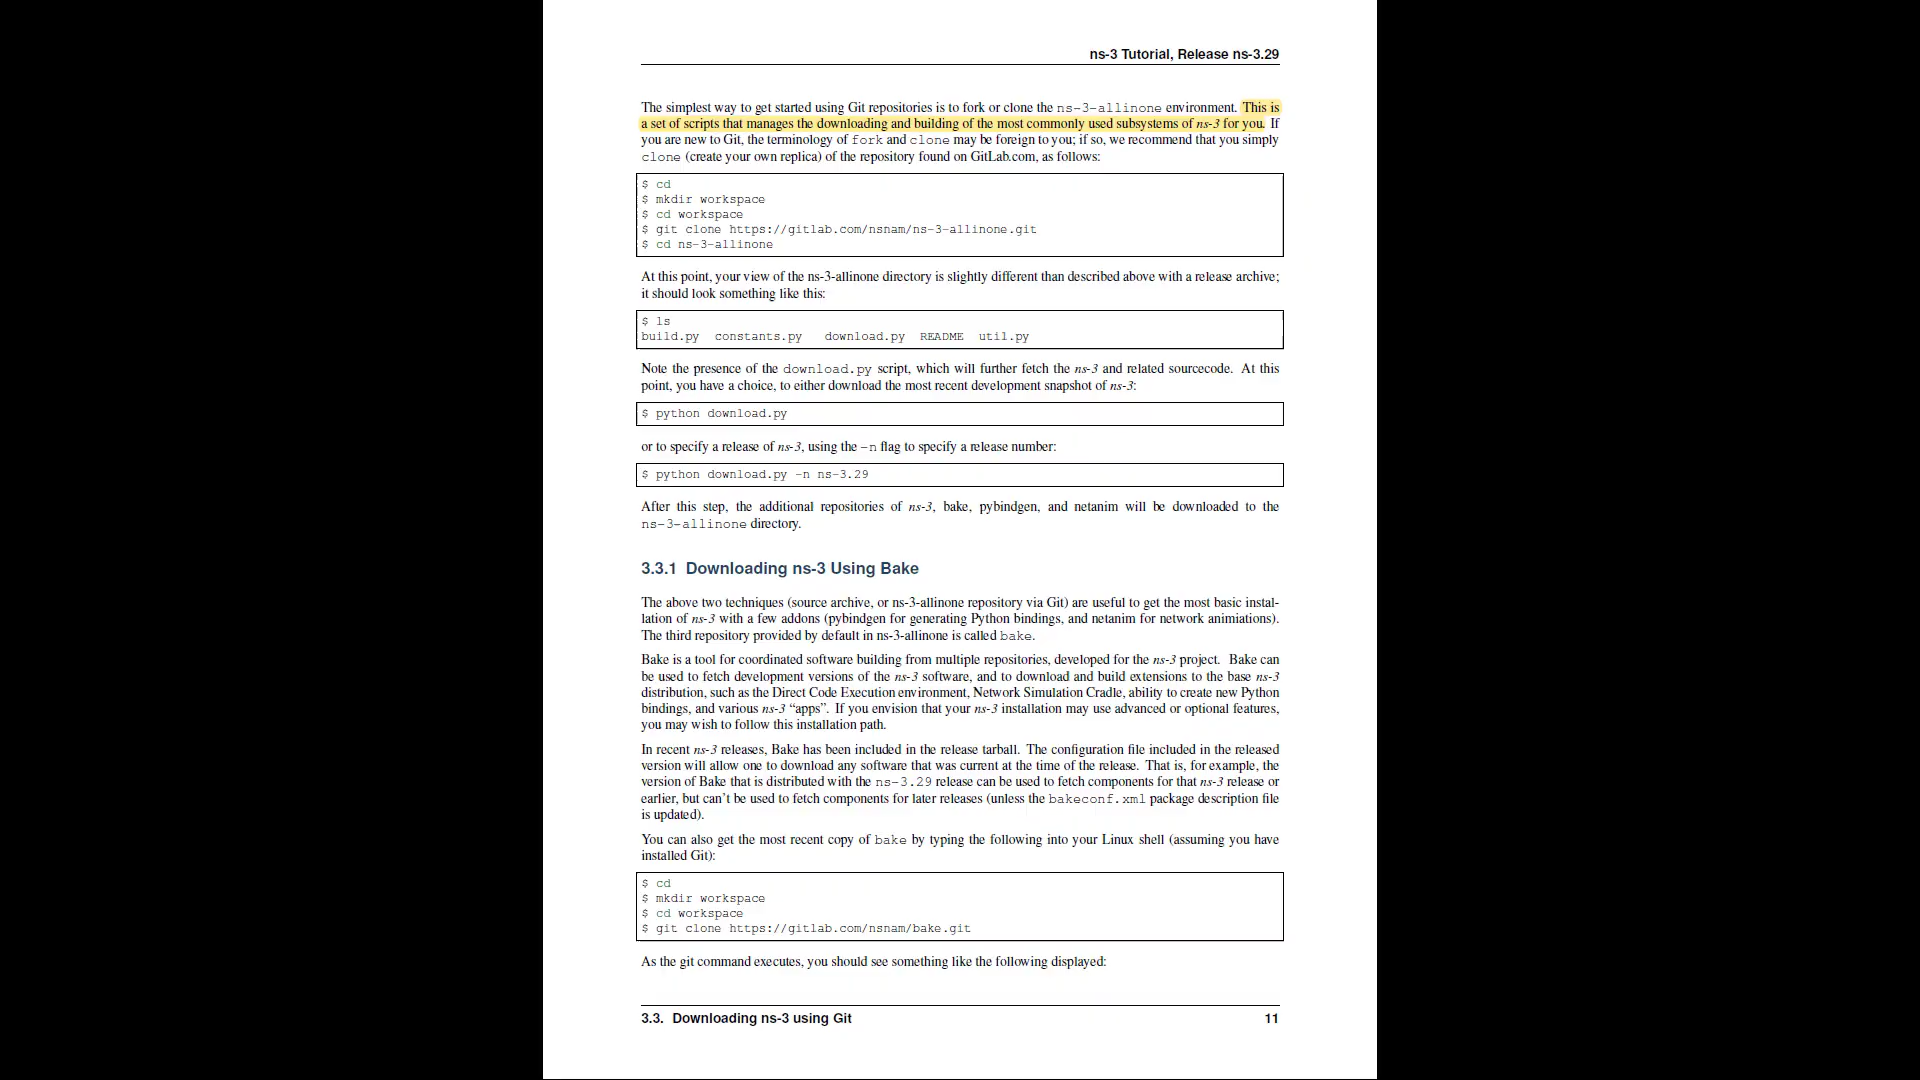 ns-3 Tutorial, Release ns-3.29
The simplest way to get started using Git repositories is to fork or clone the ns-3-allinone environment. This is
a set of scripts that manages the downloading and building of the most commonly used subsystems of ns-3 for you. If
you are new to Git, the terminology of fork and clone may be foreign to you; if so, we recommend that you simply
clone (create your own replica) of the repository found on GitLab.com, as follows:
$ cd
$ mkdir workspace
$ cd workspace
$ git clone https://gitlab.com/nsnam/ns-3-allinone.git
$ cd ns-3-allinone
At this point, your view of the ns-3-allinone directory is slightly different than described above with a release archive;
it should look something like this:
$ ls
build.py  constants.py   download.py  README  util.py
Note the presence of the download.py script, which will further fetch the ns-3 and related sourcecode. At this
point, you have a choice, to either download the most recent development snapshot of ns-3:
$ python download.py
or to specify a release of ns-3, using the -n flag to specify a release number:
$ python download.py -n ns-3.29
After this step, the additional repositories of ns-3, bake, pybindgen, and netanim will be downloaded to the
ns-3-allinone directory.
3.3.1 Downloading ns-3 Using Bake
The above two techniques (source archive, or ns-3-allinone repository via Git) are useful to get the most basic instal-
lation of ns-3 with a few addons (pybindgen for generating Python bindings, and netanim for network animiations).
The third repository provided by default in ns-3-allinone is called bake.
Bake is a tool for coordinated software building from multiple repositories, developed for the ns-3 project. Bake can
be used to fetch development versions of the ns-3 software, and to download and build extensions to the base ns-3
distribution, such as the Direct Code Execution environment, Network Simulation Cradle, ability to create new Python
bindings, and various ns-3 “apps”. If you envision that your ns-3 installation may use advanced or optional features,
you may wish to follow this installation path.
In recent ns-3 releases, Bake has been included in the release tarball. The configuration file included in the released
version will allow one to download any software that was current at the time of the release. That is, for example, the
version of Bake that is distributed with the ns-3.29 release can be used to fetch components for that ns-3 release or
earlier, but can’t be used to fetch components for later releases (unless the bakeconf.xml package description file
is updated).
You can also get the most recent copy of bake by typing the following into your Linux shell (assuming you have
installed Git):
$ cd
$ mkdir workspace
$ cd workspace
$ git clone https://gitlab.com/nsnam/bake.git
As the git command executes, you should see something like the following displayed:
3.3. Downloading ns-3 using Git 11